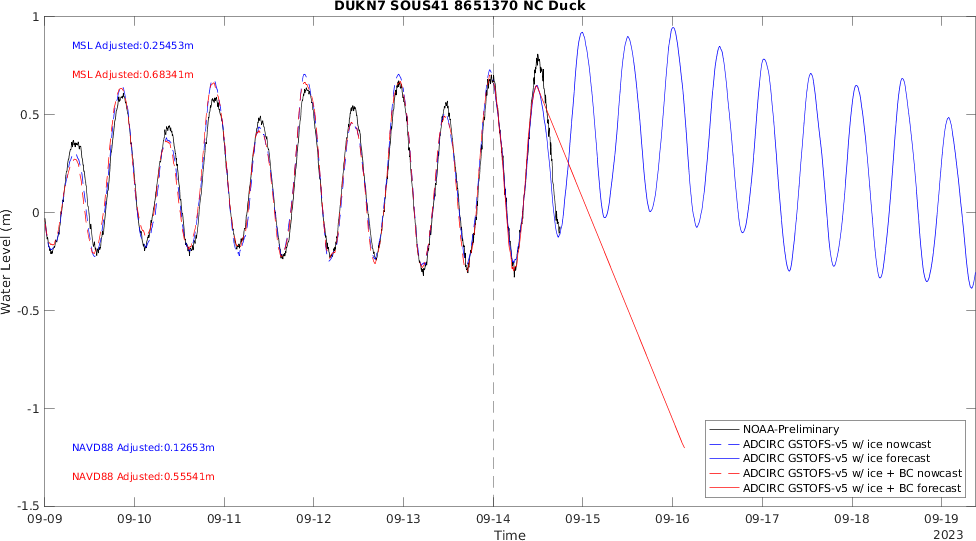 DUKN7 SOUS41 8651370 NC Duck
1
MSL Adjusted:0.25453m
MSL Adjusted:0.68341m
0.5
0
Water Level (m)
-0.5
-1
NAVD88 Adjusted:0.12653m
NAVD88 Adjusted:0.55541m
-1.5
NOAA-Preliminary
ADCIRC GSTOFS-v5 w/ ice nowcast
ADCIRC GSTOFS-v5 w/ ice forecast
ADCIRC GSTOFS-v5 w/ ice + BC nowcast
ADCIRC GSTOFS-v5 w/ ice + BC forecast
09-09 09-10 09-11 09-12 09-13 09-14 09-15 09-16 09-17 09-18 09-19
Time
2023